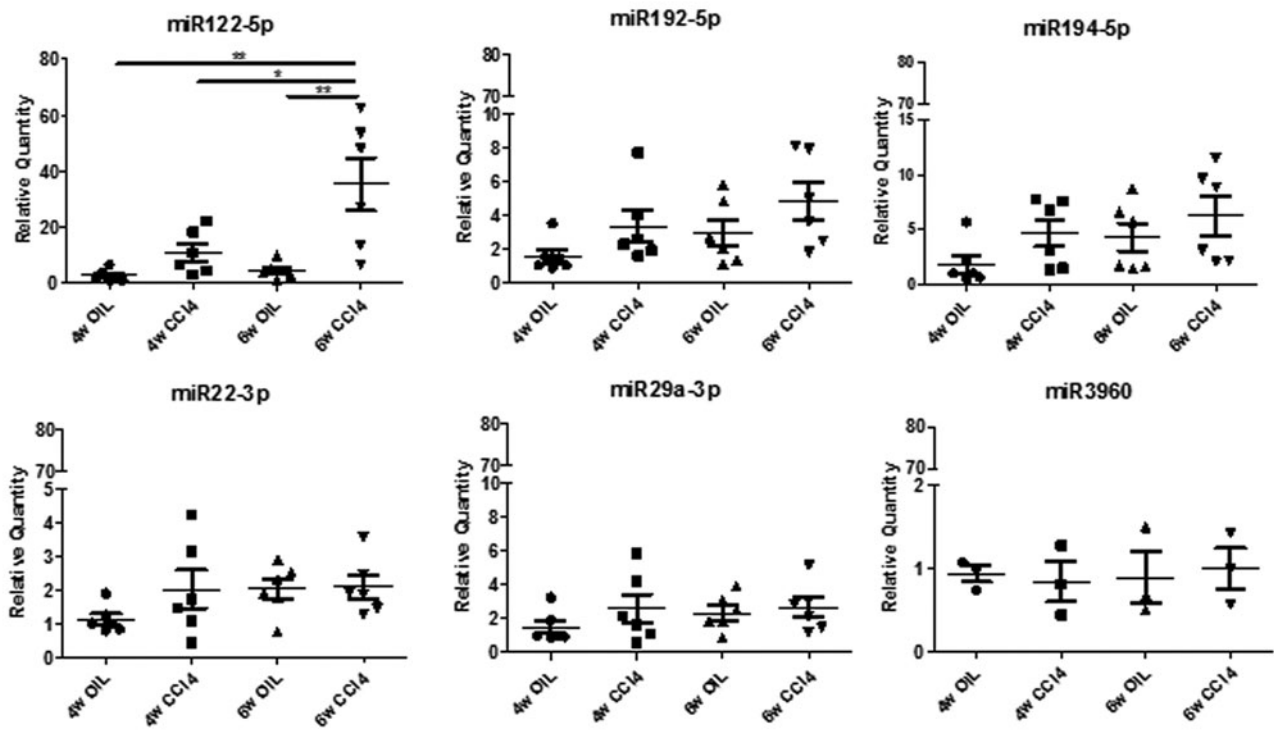 miR122-5p
**
*
**
Relative Quantity
80
60
40
20
0
4w OIL
4w CCl4
6w OIL
6w CCl4
miR192-5p
Relative Quantity
80
70
10
8
6
4
2
0
4w OIL
4w CCl4
6w OIL
6w CCl4
miR194-5p
Relative Quantity
80
70
15
10
5
0
4w OIL
4w CCl4
6w OIL
6w CCl4
miR22-3p
Relative Quantity
80
70
5
4
3
2
1
0
4w OIL
4w CCl4
6w OIL
6w CCl4
miR29a-3p
Relative Quantity
80
70
10
8
6
4
2
0
4w OIL
4w CCl4
6w OIL
6w CCl4
miR3960
Relative Quantity
80
70
2
1
0
4w OIL
4w CCl4
6w OIL
6w CCl4